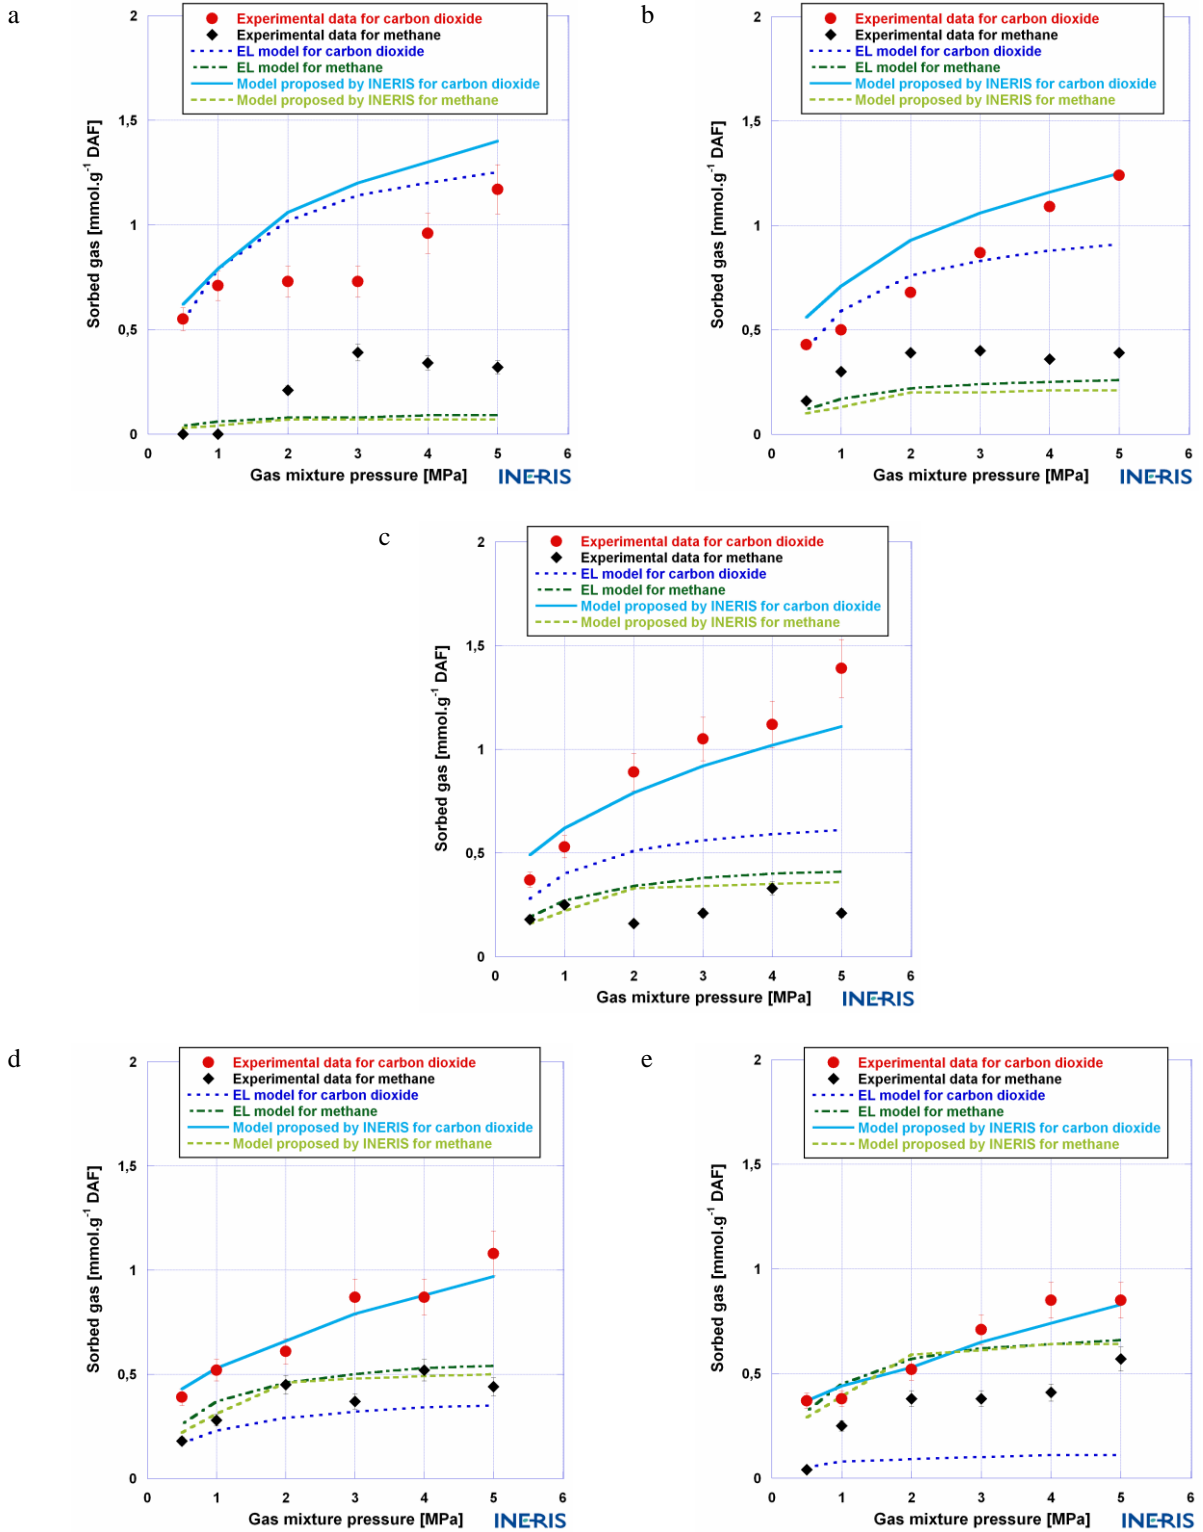 a
Experimental data for carbon dioxide
Experimental data for methane
EL model for carbon dioxide
EL model for methane
Model proposed by INERIS for carbon dioxide
Model proposed by INERIS for methane
Sorbed gas [mmol.g-1 DAF]
2
1,5
1
0,5
0
0 1 2 3 4 5 6
Gas mixture pressure [MPa]
INERIS
b
Experimental data for carbon dioxide
Experimental data for methane
EL model for carbon dioxide
EL model for methane
Model proposed by INERIS for carbon dioxide
Model proposed by INERIS for methane
Sorbed gas [mmol.g-1 DAF]
2
1,5
1
0,5
0
0 1 2 3 4 5 6
Gas mixture pressure [MPa]
INERIS
c
Experimental data for carbon dioxide
Experimental data for methane
EL model for carbon dioxide
EL model for methane
Model proposed by INERIS for carbon dioxide
Model proposed by INERIS for methane
Sorbed gas [mmol.g-1 DAF]
2
1,5
1
0,5
0
0 1 2 3 4 5 6
Gas mixture pressure [MPa]
INERIS
d
Experimental data for carbon dioxide
Experimental data for methane
EL model for carbon dioxide
EL model for methane
Model proposed by INERIS for carbon dioxide
Model proposed by INERIS for methane
Sorbed gas [mmol.g-1 DAF]
2
1,5
1
0,5
0
0 1 2 3 4 5 6
Gas mixture pressure [MPa]
INERIS
e
Experimental data for carbon dioxide
Experimental data for methane
EL model for carbon dioxide
EL model for methane
Model proposed by INERIS for carbon dioxide
Model proposed by INERIS for methane
Sorbed gas [mmol.g-1 DAF]
2
1,5
1
0,5
0
0 1 2 3 4 5 6
Gas mixture pressure [MPa]
INERIS